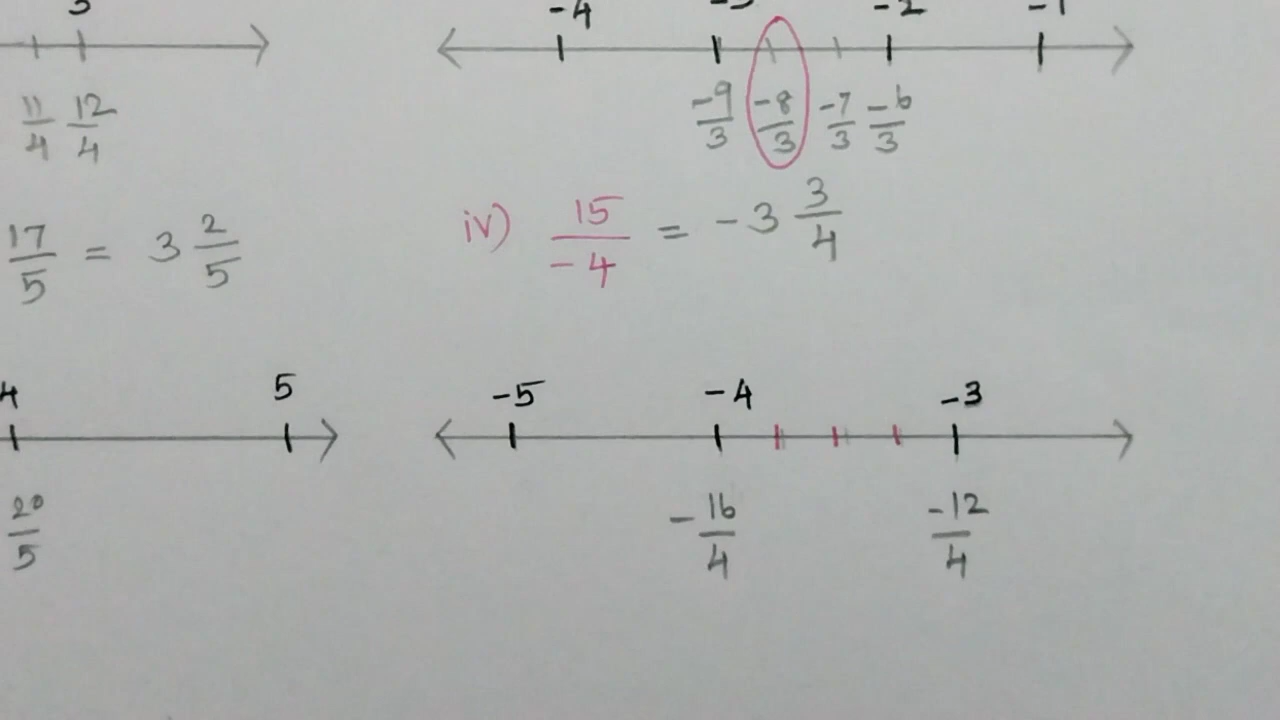 3
-4 -3 -2 -1
11/4 12/4
-9/3 -8/3 -7/3 -6/3
17/5 = 3 2/5
iv) 15/-4 = -3 3/4
4 5
-5 -4 -3
20/5
-16/4 -12/4